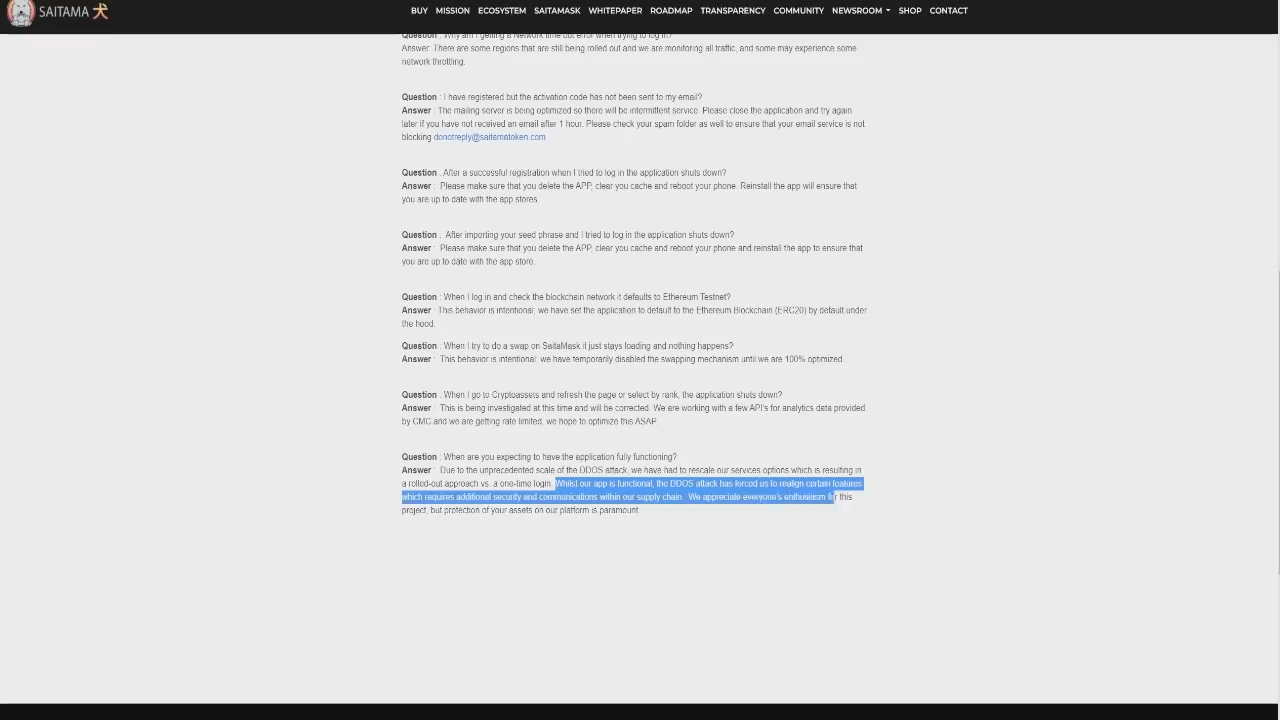 SAITAMA 犬
BUY MISSION ECOSYSTEM SAITAMASK WHITEPAPER ROADMAP TRANSPARENCY COMMUNITY NEWSROOM SHOP CONTACT
Question : Why am I getting a Network time out error when trying to log in?
Answer: There are some regions that are still being rolled out and we are monitoring all traffic, and some may experience some
network throttling.
Question : I have registered but the activation code has not been sent to my email?
Answer : The mailing server is being optimized so there will be intermittent service. Please close the application and try again
later if you have not received an email after 1 hour. Please check your spam folder as well to ensure that your email service is not
blocking donotreply@saitamatoken.com
Question : After a successful registration when I tried to log in the application shuts down?
Answer : Please make sure that you delete the APP, clear you cache and reboot your phone. Reinstall the app will ensure that
you are up to date with the app stores.
Question : After importing your seed phrase and I tried to log in the application shuts down?
Answer : Please make sure that you delete the APP, clear you cache and reboot your phone and reinstall the app to ensure that
you are up to date with the app store.
Question : When I log in and check the blockchain network it defaults to Ethereum Testnet?
Answer : This behavior is intentional; we have set the application to default to the Ethereum Blockchain (ERC20) by default under
the hood.
Question : When I try to do a swap on SaitaMask it just stays loading and nothing happens?
Answer : This behavior is intentional: we have temporarily disabled the swapping mechanism until we are 100% optimized.
Question : When I go to Cryptoassets and refresh the page or select by rank, the application shuts down?
Answer : This is being investigated at this time and will be corrected. We are working with a few API's for analytics data provided
by CMC and we are getting rate limited, we hope to optimize this ASAP.
Question : When are you expecting to have the application fully functioning?
Answer : Due to the unprecedented scale of the DDOS attack, we have had to rescale our services options which is resulting in
a rolled-out approach vs. a one-time login. Whilst our app is functional, the DDOS attack has forced us to realign certain features
which requires additional security and communications within our supply chain. We appreciate everyone's enthusiasm for this
project, but protection of your assets on our platform is paramount.